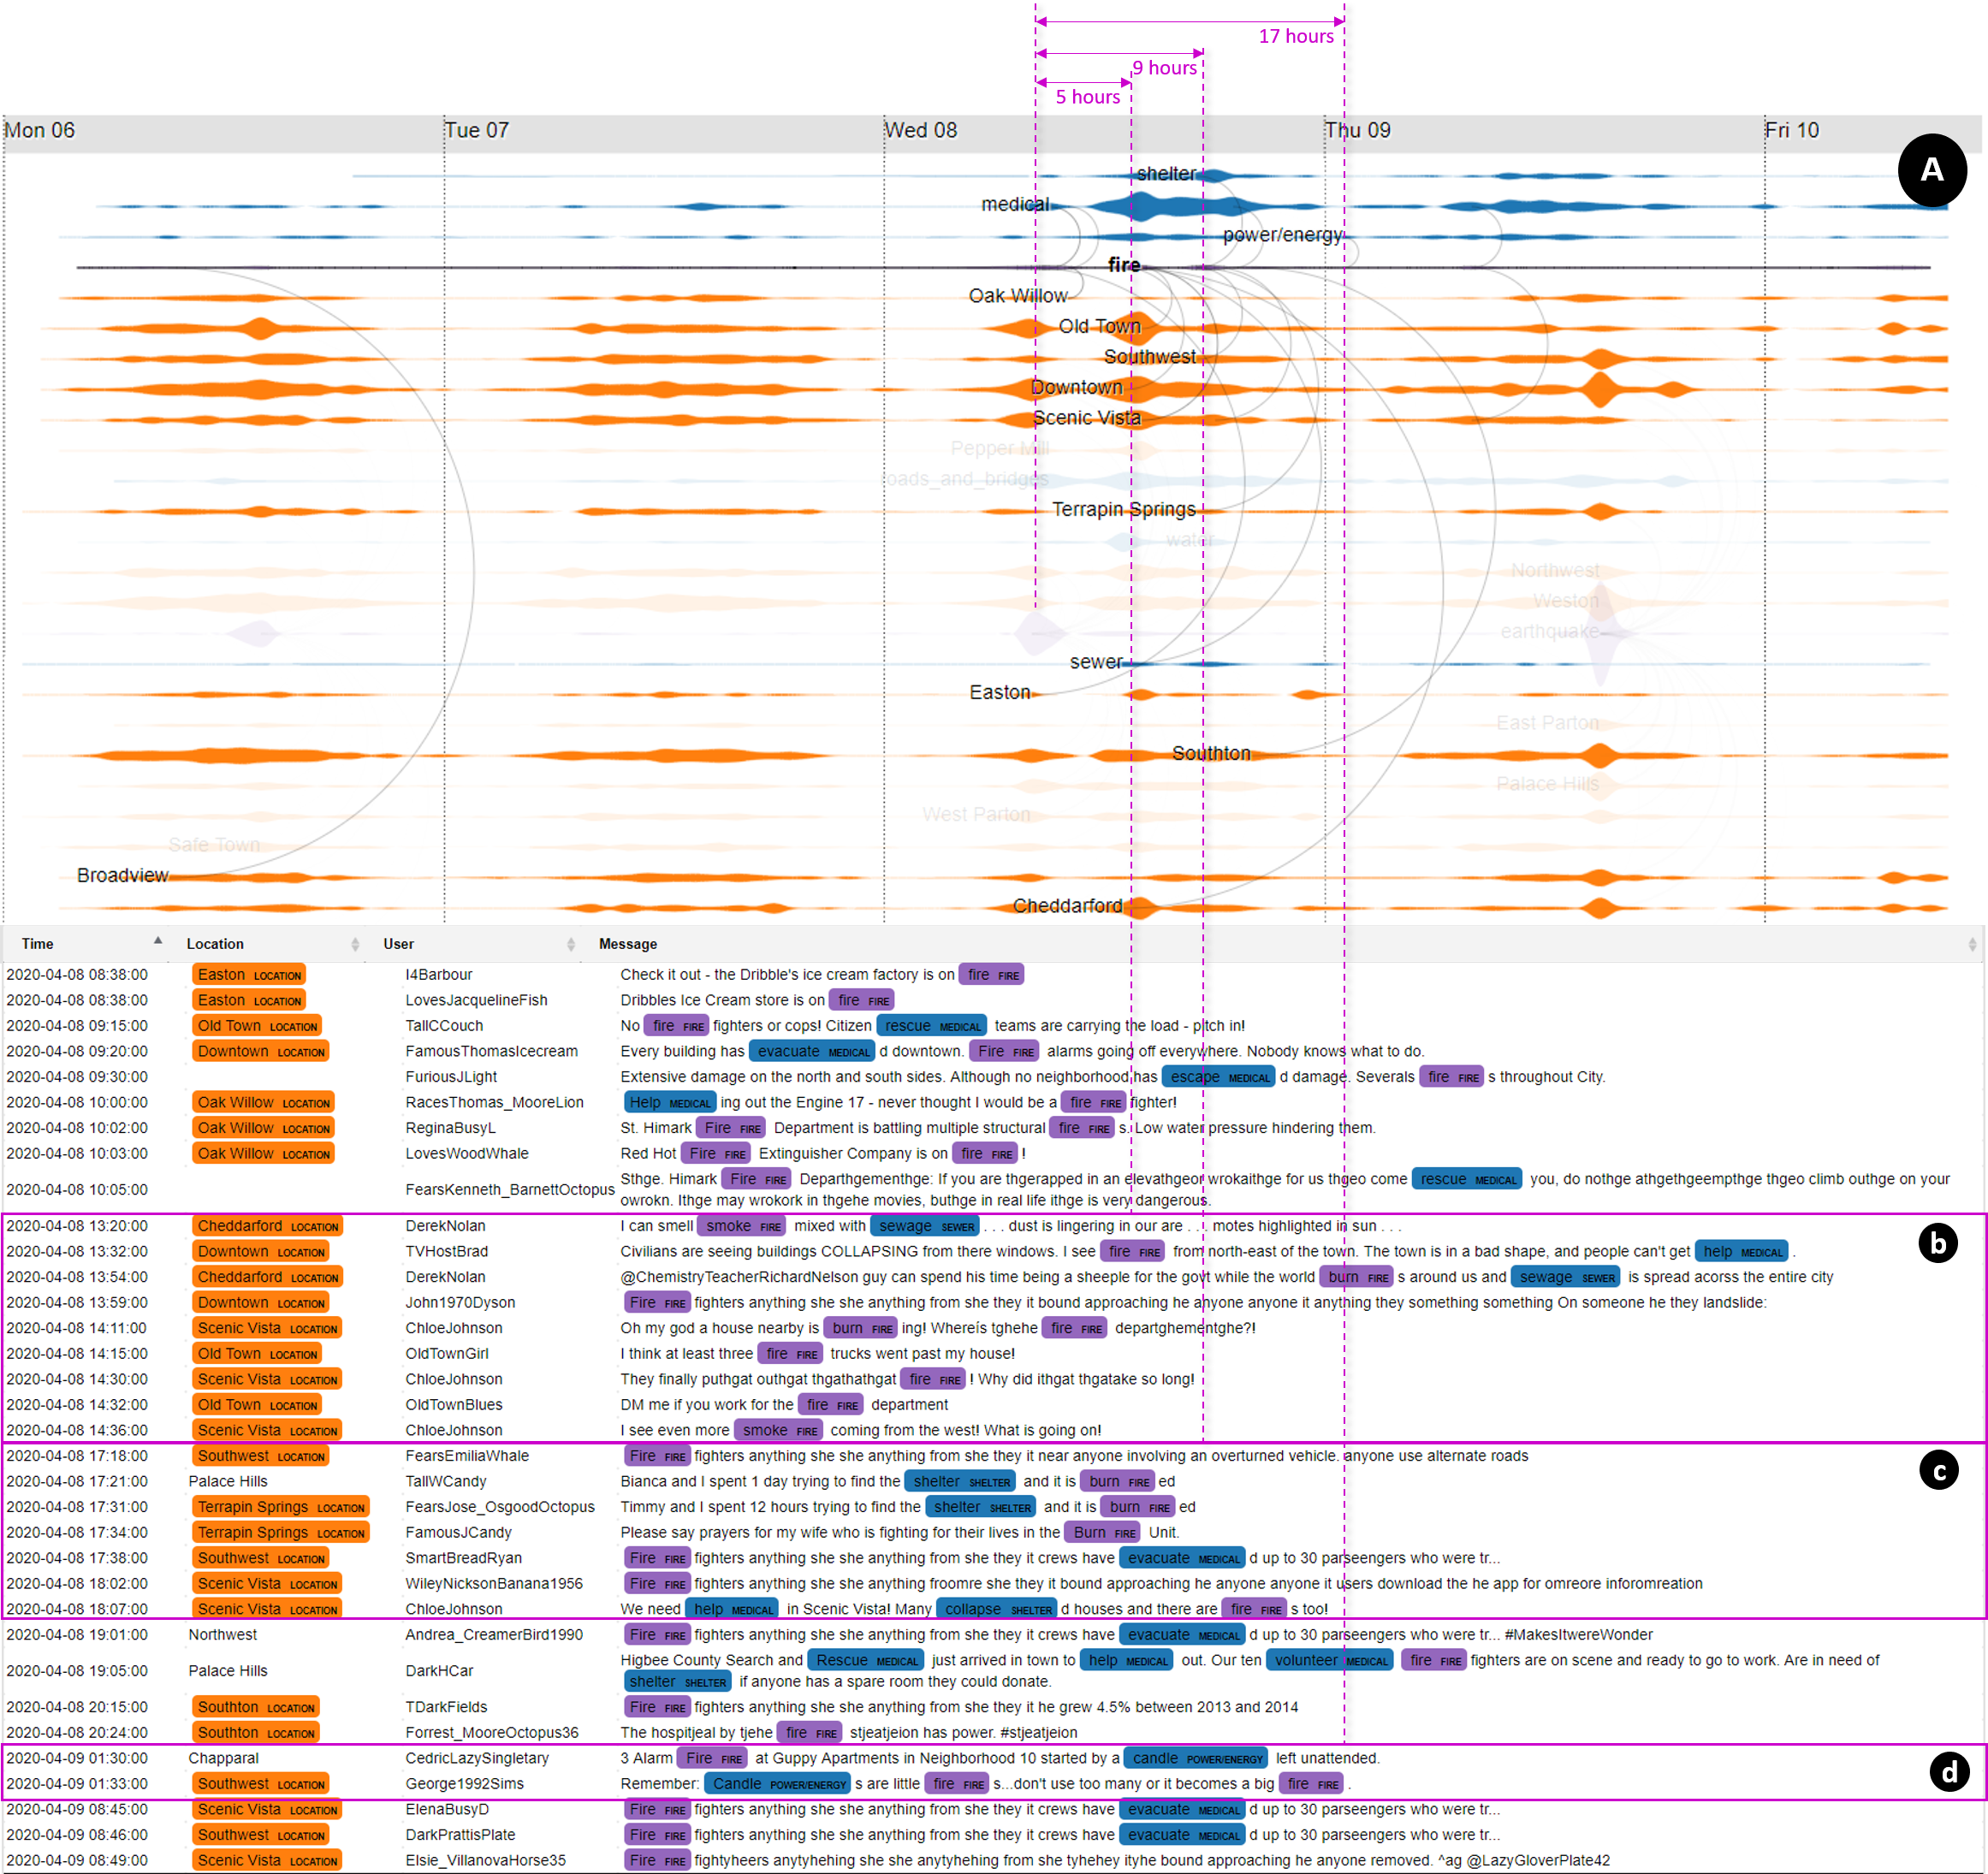 17 hours
9 hours
5 hours
Mon 06 Tue 07 Wed 08 Thu 09 Fri 10
A
shelter
medical
power/energy
fire
Oak Willow
Old Town
Southwest
Downtown
Scenic Vista
Pepper Mill
roads_and_bridges
Terrapin Springs
water
Northwest
Weston
earthquake
sewer
Easton
East Parton
Southton
Palace Hills
West Parton
Safe Town
Broadview
Cheddarford
Time Location User Message
2020-04-08 08:38:00 Easton LOCATION I4Barbour Check it out - the Dribble's ice cream factory is on fire FIRE
2020-04-08 08:38:00 Easton LOCATION LovesJacquelineFish Dribbles Ice Cream store is on fire FIRE
2020-04-08 09:15:00 Old Town LOCATION TallCCouch No fire FIRE fighters or cops! Citizen rescue MEDICAL teams are carrying the load - pitch in!
2020-04-08 09:20:00 Downtown LOCATION FamousThomasIcecream Every building has evacuate MEDICAL d downtown. Fire FIRE alarms going off everywhere. Nobody knows what to do.
2020-04-08 09:30:00 FuriousJLight Extensive damage on the north and south sides. Although no neighborhood has escape MEDICAL d damage. Severals fire FIRE s throughout City.
2020-04-08 10:00:00 Oak Willow LOCATION RacesThomas_MooreLion Help MEDICAL ing out the Engine 17 - never thought I would be a fire FIRE fighter!
2020-04-08 10:02:00 Oak Willow LOCATION ReginaBusyL St. Himark Fire FIRE Department is battling multiple structural fire FIRE s. Low water pressure hindering them.
2020-04-08 10:03:00 Oak Willow LOCATION LovesWoodWhale Red Hot Fire FIRE Extinguisher Company is on fire FIRE !
2020-04-08 10:05:00 FearsKenneth_BarnettOctopus Sthge. Himark Fire FIRE Departhgementhge: If you are thgerapped in an elevathgeor wrokaithge for us thgeo come rescue MEDICAL you, do nothge athgethgeempthge thgeo climb outhge on your
owrokn. Ithge may wrokork in thgehe movies, buthge in real life ithge is very dangerous.
2020-04-08 13:20:00 Cheddarford LOCATION DerekNolan I can smell smoke FIRE mixed with sewage SEWER . . . dust is lingering in our are . . . motes highlighted in sun . . .
b
2020-04-08 13:32:00 Downtown LOCATION TVHostBrad Civilians are seeing buildings COLLAPSING from there windows. I see fire FIRE from north-east of the town. The town is in a bad shape, and people can't get help MEDICAL .
2020-04-08 13:54:00 Cheddarford LOCATION DerekNolan @ChemistryTeacherRichardNelson guy can spend his time being a sheeple for the govt while the world burn FIRE s around us and sewage SEWER is spread acorss the entire city
2020-04-08 13:59:00 Downtown LOCATION John1970Dyson Fire FIRE fighters anything she she anything from she they it bound approaching he anyone anyone it anything they something something On someone he they landslide:
2020-04-08 14:11:00 Scenic Vista LOCATION ChloeJohnson Oh my god a house nearby is burn FIRE ing! Whereís tghehe fire FIRE departghementghe?!
2020-04-08 14:15:00 Old Town LOCATION OldTownGirl I think at least three fire FIRE trucks went past my house!
2020-04-08 14:30:00 Scenic Vista LOCATION ChloeJohnson They finally puthgat outhgat thgathathgat fire FIRE ! Why did ithgat thgatake so long!
2020-04-08 14:32:00 Old Town LOCATION OldTownBlues DM me if you work for the fire FIRE department
2020-04-08 14:36:00 Scenic Vista LOCATION ChloeJohnson I see even more smoke FIRE coming from the west! What is going on!
2020-04-08 17:18:00 Southwest LOCATION FearsEmiliaWhale Fire FIRE fighters anything she she anything from she they it near anyone involving an overturned vehicle. anyone use alternate roads
c
2020-04-08 17:21:00 Palace Hills TallWCandy Bianca and I spent 1 day trying to find the shelter SHELTER and it is burn FIRE ed
2020-04-08 17:31:00 Terrapin Springs LOCATION FearsJose_OsgoodOctopus Timmy and I spent 12 hours trying to find the shelter SHELTER and it is burn FIRE ed
2020-04-08 17:34:00 Terrapin Springs LOCATION FamousJCandy Please say prayers for my wife who is fighting for their lives in the Burn FIRE Unit.
2020-04-08 17:38:00 Southwest LOCATION SmartBreadRyan Fire FIRE fighters anything she she anything from she they it crews have evacuate MEDICAL d up to 30 parseengers who were tr...
2020-04-08 18:02:00 Scenic Vista LOCATION WileyNicksonBanana1956 Fire FIRE fighters anything she she anything froomre she they it bound approaching he anyone anyone it users download the he app for omreore inforomreation
2020-04-08 18:07:00 Scenic Vista LOCATION ChloeJohnson We need help MEDICAL in Scenic Vista! Many collapse SHELTER d houses and there are fire FIRE s too!
2020-04-08 19:01:00 Northwest Andrea_CreamerBird1990 Fire FIRE fighters anything she she anything from she they it crews have evacuate MEDICAL d up to 30 parseengers who were tr... #MakesItwereWonder
2020-04-08 19:05:00 Palace Hills DarkHCar Higbee County Search and Rescue MEDICAL just arrived in town to help MEDICAL out. Our ten volunteer MEDICAL fire FIRE fighters are on scene and ready to go to work. Are in need of
shelter SHELTER if anyone has a spare room they could donate.
2020-04-08 20:15:00 Southton LOCATION TDarkFields Fire FIRE fighters anything she she anything from she they it he grew 4.5% between 2013 and 2014
2020-04-08 20:24:00 Southton LOCATION Forrest_MooreOctopus36 The hospitjeal by tjehe fire FIRE stjeatjeion has power. #stjeatjeion
2020-04-09 01:30:00 Chapparal CedricLazySingletary 3 Alarm Fire FIRE at Guppy Apartments in Neighborhood 10 started by a candle POWER/ENERGY left unattended.
d
2020-04-09 01:33:00 Southwest LOCATION George1992Sims Remember: Candle POWER/ENERGY s are little fire FIRE s...don't use too many or it becomes a big fire FIRE .
2020-04-09 08:45:00 Scenic Vista LOCATION ElenaBusyD Fire FIRE fighters anything she she anything from she they it crews have evacuate MEDICAL d up to 30 parseengers who were tr...
2020-04-09 08:46:00 Southwest LOCATION DarkPrattisPlate Fire FIRE fighters anything she she anything from she they it crews have evacuate MEDICAL d up to 30 parseengers who were tr...
2020-04-09 08:49:00 Scenic Vista LOCATION Elsie_VillanovaHorse35 Fire FIRE fightyheers anytyhehing she she anytyhehing from she tyhehey ityhe bound approaching he anyone removed. ^ag @LazyGloverPlate42